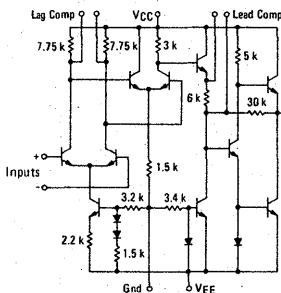 Lag Comp VCC Lead Comp
7.75 k 7.75 k 3 k 5 k
6 k 30 k
1.5 k
+
Inputs
-
3.2 k 3.4 k
2.2 k
1.5 k
Gnd VEE